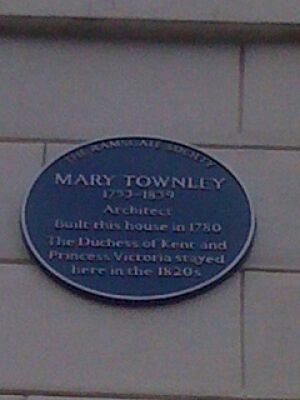 THE RAMSGATE SOCIETY
MARY TOWNLEY
1753-1839
Architect
Built this house in 1780
The Duchess of Kent and
Princess Victoria stayed
here in the 1820s